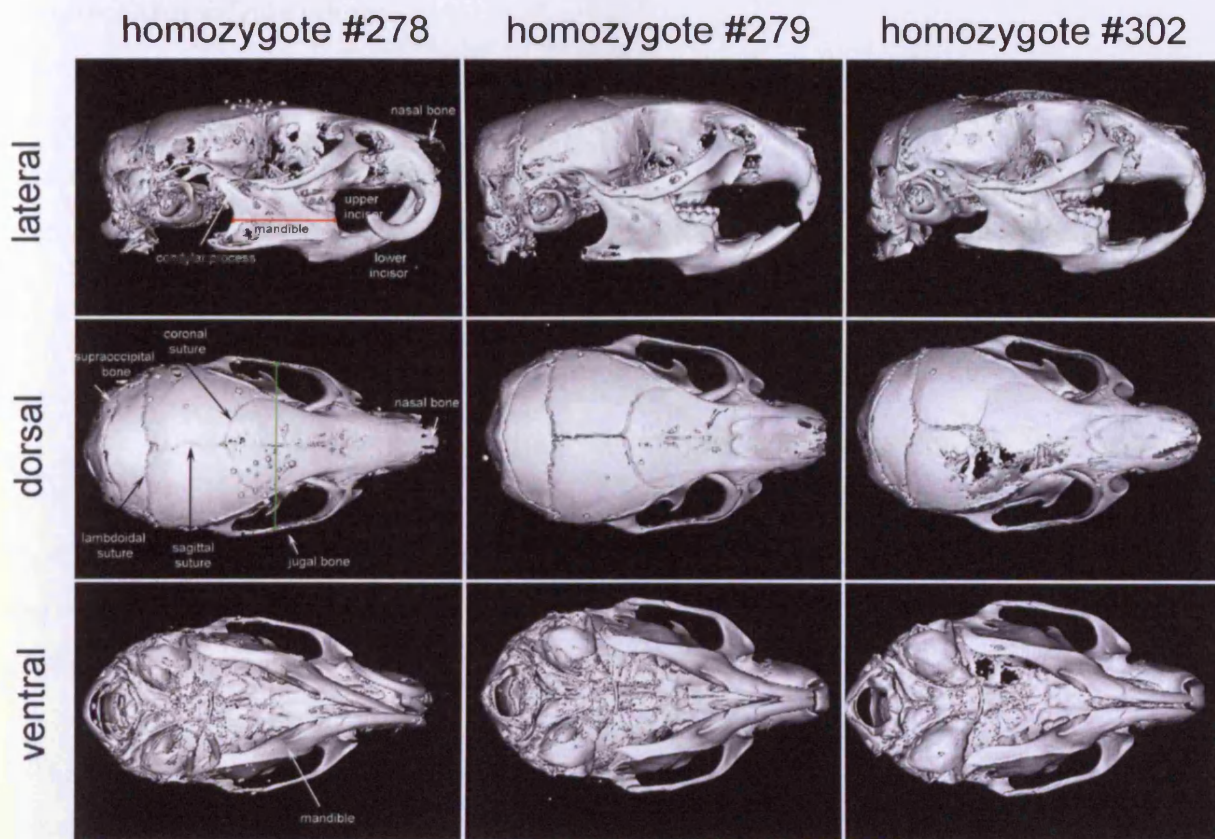 homozygote #278
homozygote #279
homozygote #302
lateral
nasal bone
upper
incisor
mandible
condylar process
lower
incisor
dorsal
coronal
suture
supraoccipital
bone
nasal bone
lambdoidal
suture
sagittal
suture
jugal bone
ventral
mandible